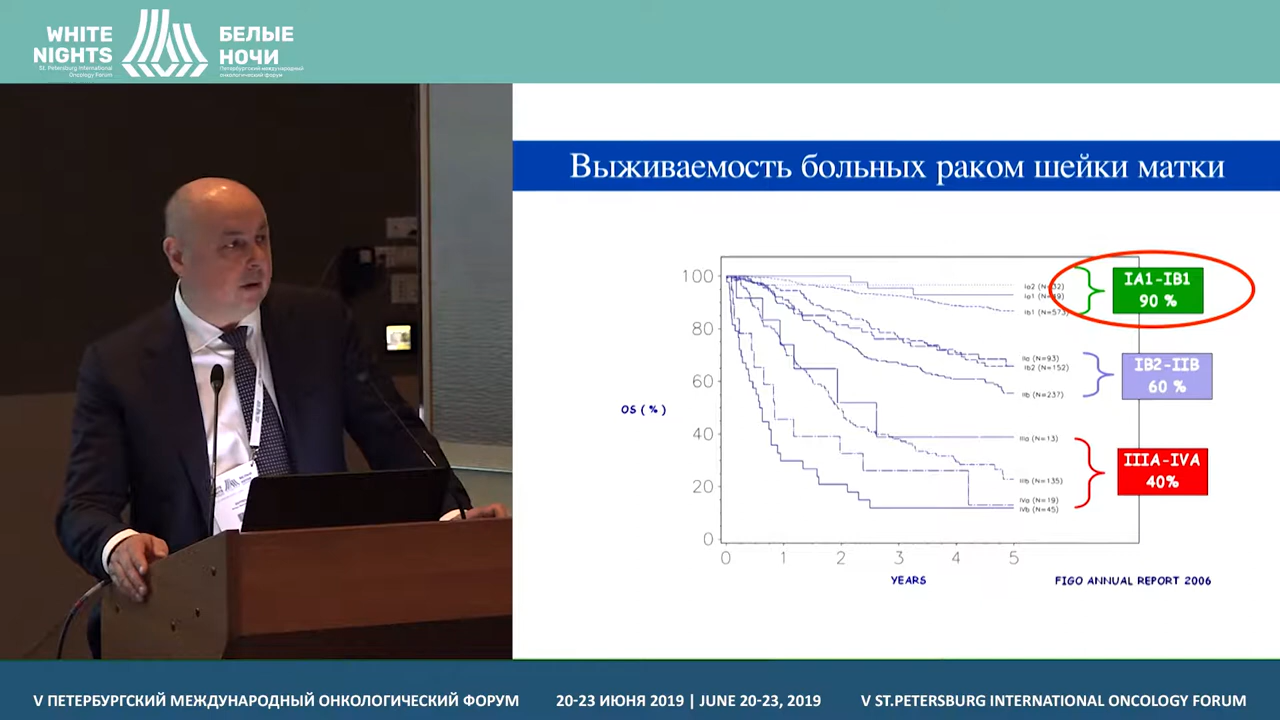 WHITE
NIGHTS
St. Petersburg International
Oncology Forum
БЕЛЫЕ
НОЧИ
Петербургский международный
онкологический форум
Выживаемость больных раком шейки матки
100
80
60
40
20
0
OS ( % )
0 1 2 3 4 5
YEARS
Ia1 (N=49)
Ib1 (N=573)
IIa (N=93)
Ib2 (N=152)
IIb (N=237)
IIIa (N=13)
IIIb (N=135)
IVa (N=19)
IVb (N=45)
IA1-IB1
90 %
IB2-IIB
60 %
IIIA-IVA
40%
FIGO ANNUAL REPORT 2006
V ПЕТЕРБУРГСКИЙ МЕЖДУНАРОДНЫЙ ОНКОЛОГИЧЕСКИЙ ФОРУМ
20-23 ИЮНЯ 2019 | JUNE 20-23, 2019
V ST.PETERSBURG INTERNATIONAL ONCOLOGY FORUM